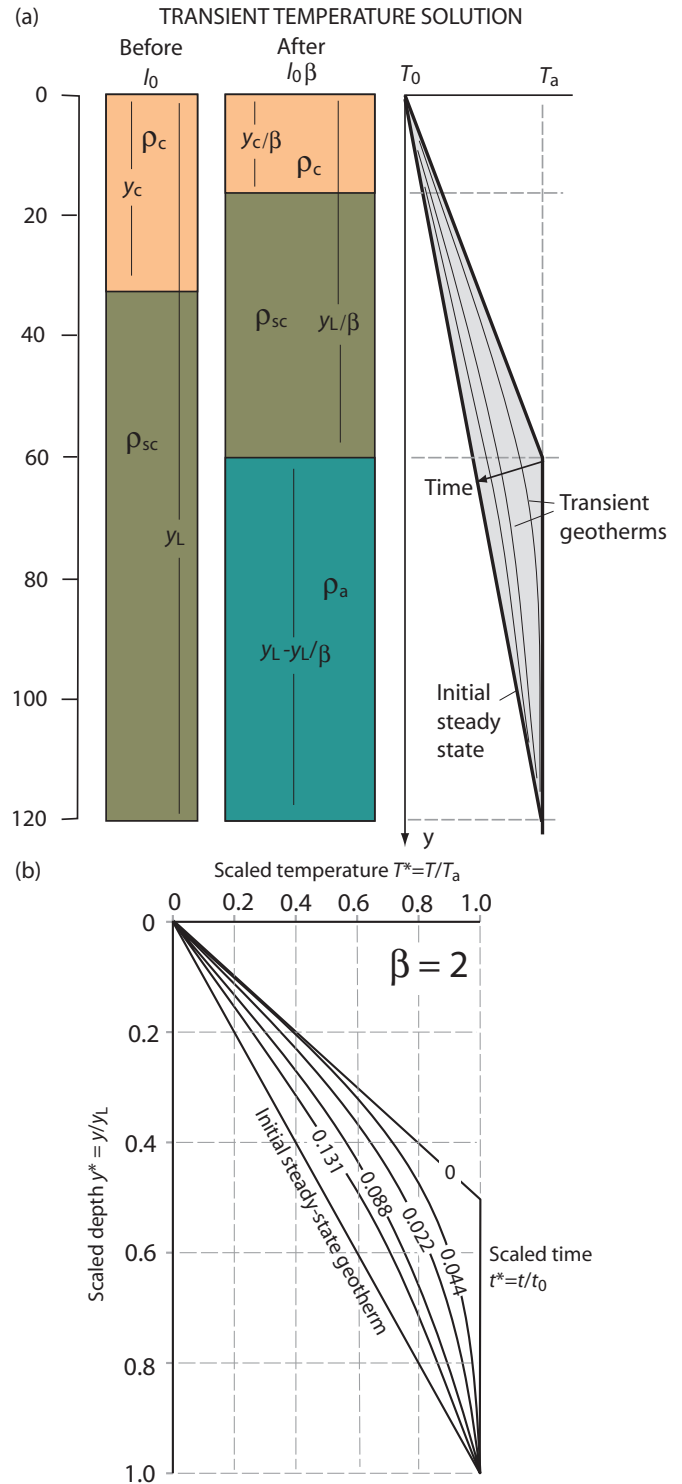 (a) TRANSIENT TEMPERATURE SOLUTION
Before
l0
After
l0β
T0
Ta
0
20
40
60
80
100
120
ρc
yc
ρsc
yL
yc/β
ρc
ρsc
yL/β
ρa
yL-yL/β
Time
Transient
geotherms
Initial
steady
state
y
(b)
Scaled temperature T*=T/Ta
0 0.2 0.4 0.6 0.8 1.0
0
0.2
0.4
0.6
0.8
1.0
Scaled depth y* = y/yL
β = 2
Initial steady-state geotherm
0.131
0.088
0.022
0.044
0
Scaled time
t*=t/t0